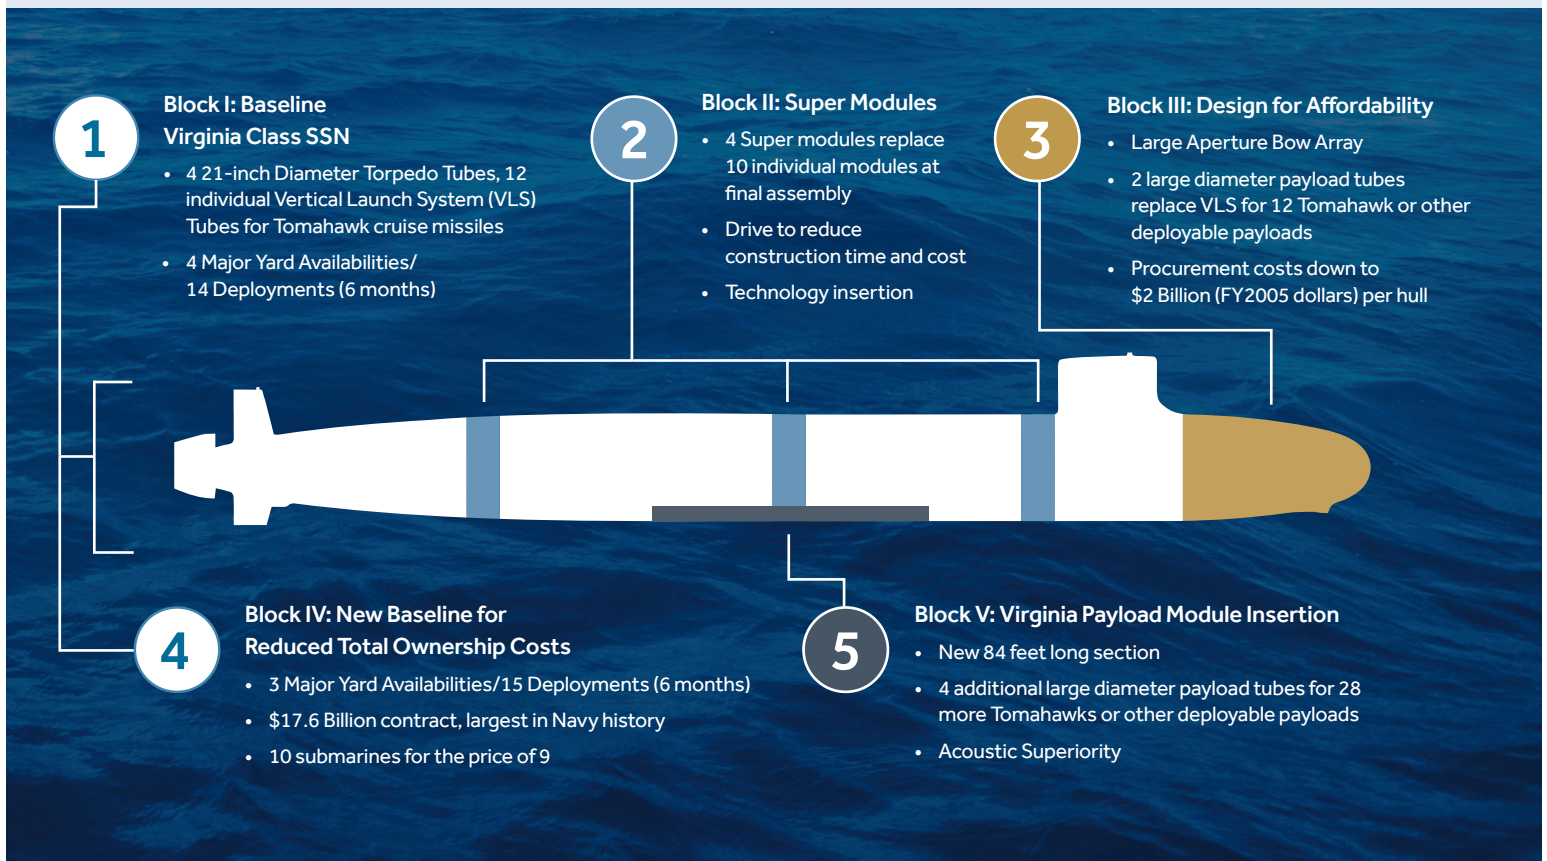 1
Block I: Baseline
Virginia Class SSN
• 4 21-inch Diameter Torpedo Tubes, 12
individual Vertical Launch System (VLS)
Tubes for Tomahawk cruise missiles
• 4 Major Yard Availabilities/
14 Deployments (6 months)
2
Block II: Super Modules
• 4 Super modules replace
10 individual modules at
final assembly
• Drive to reduce
construction time and cost
• Technology insertion
3
Block III: Design for Affordability
• Large Aperture Bow Array
• 2 large diameter payload tubes
replace VLS for 12 Tomahawk or other
deployable payloads
• Procurement costs down to
$2 Billion (FY2005 dollars) per hull
4
Block IV: New Baseline for
Reduced Total Ownership Costs
• 3 Major Yard Availabilities/15 Deployments (6 months)
• $17.6 Billion contract, largest in Navy history
• 10 submarines for the price of 9
5
Block V: Virginia Payload Module Insertion
• New 84 feet long section
• 4 additional large diameter payload tubes for 28
more Tomahawks or other deployable payloads
• Acoustic Superiority